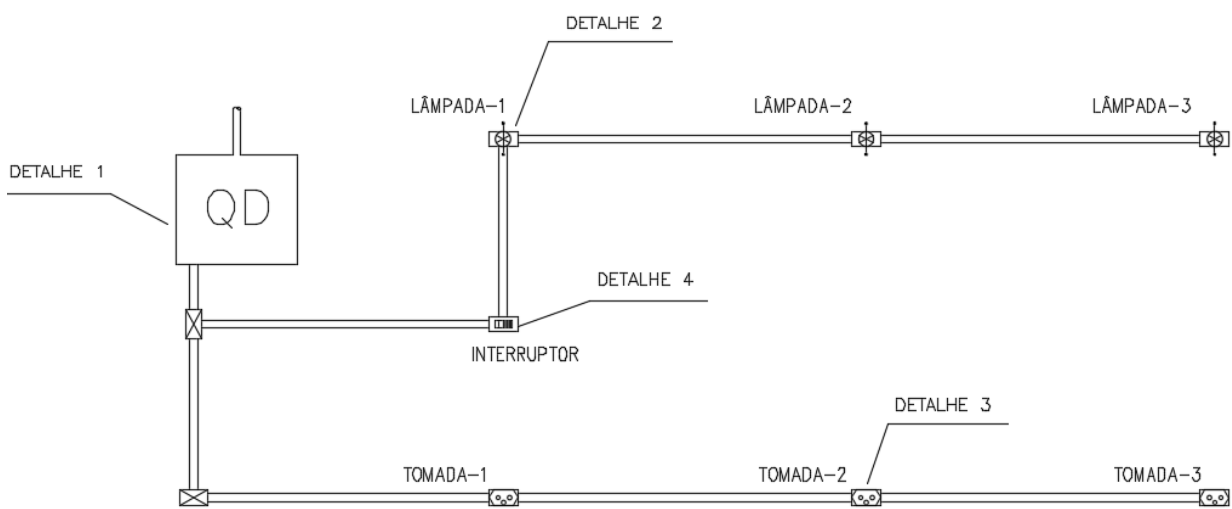 DETALHE 2
LÂMPADA-1
LÂMPADA-2
LÂMPADA-3
DETALHE 1
QD
DETALHE 4
INTERRUPTOR
DETALHE 3
TOMADA-1
TOMADA-2
TOMADA-3